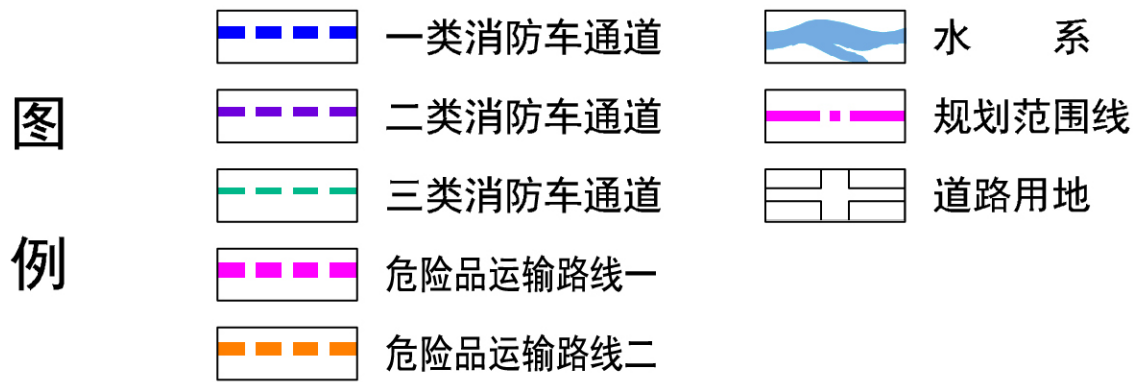 图例
一类消防车通道
二类消防车通道
三类消防车通道
危险品运输路线一
危险品运输路线二
水 系
规划范围线
道路用地